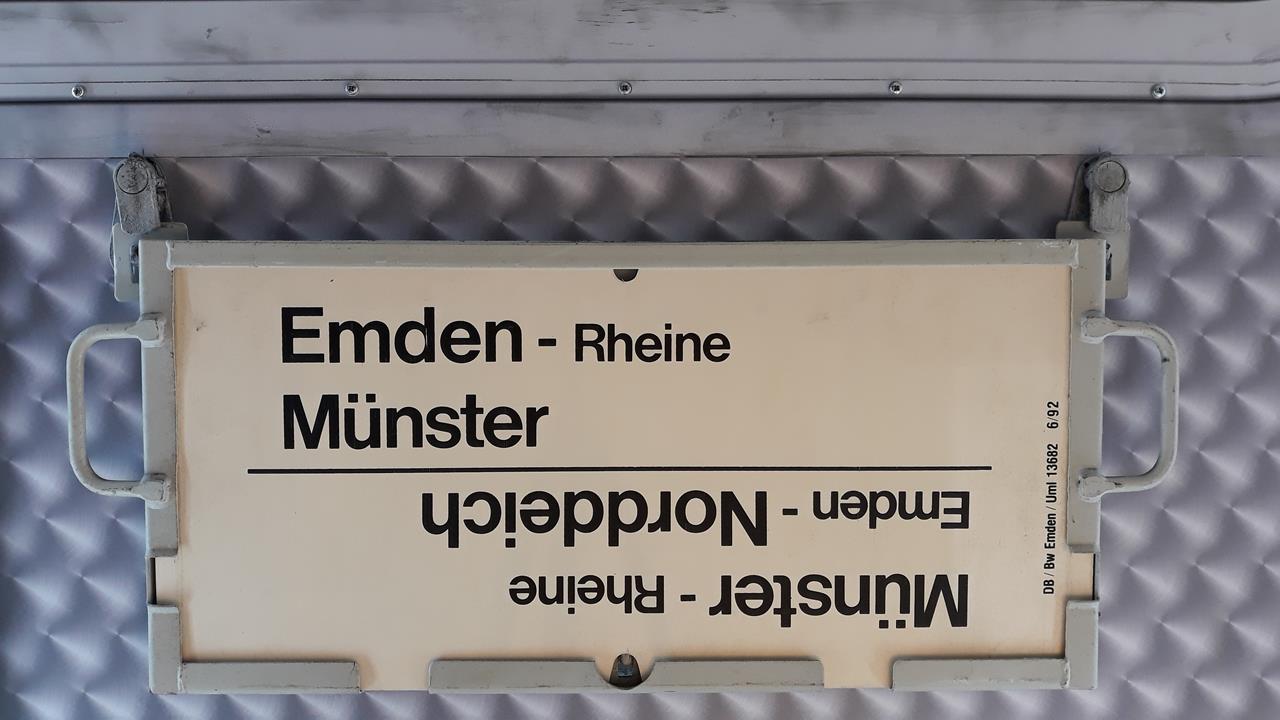 Emden - Rheine
Münster
Münster - Rheine
Emden - Norddeich
DB / Bw Emden / Uml 13682 6/92